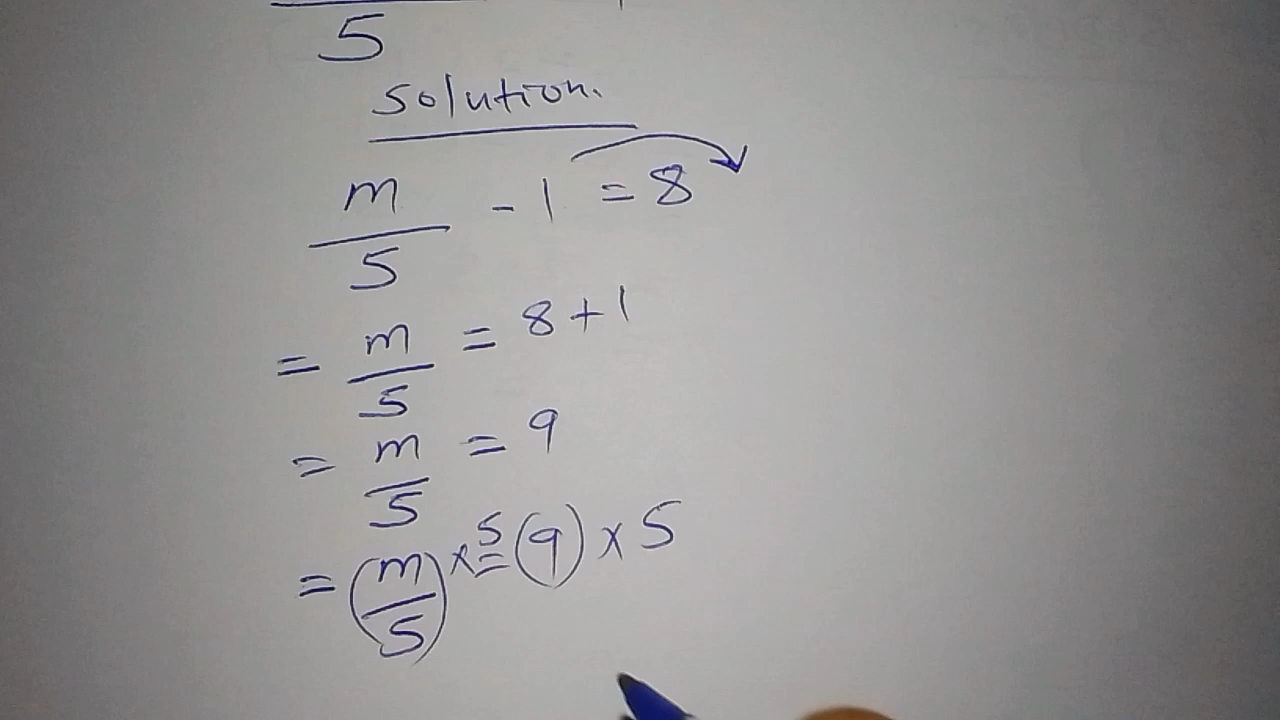 5
solution.
m/5 - 1 = 8
= m/5 = 8 + 1
= m/5 = 9
= (m/5) × 5 = (9) × 5